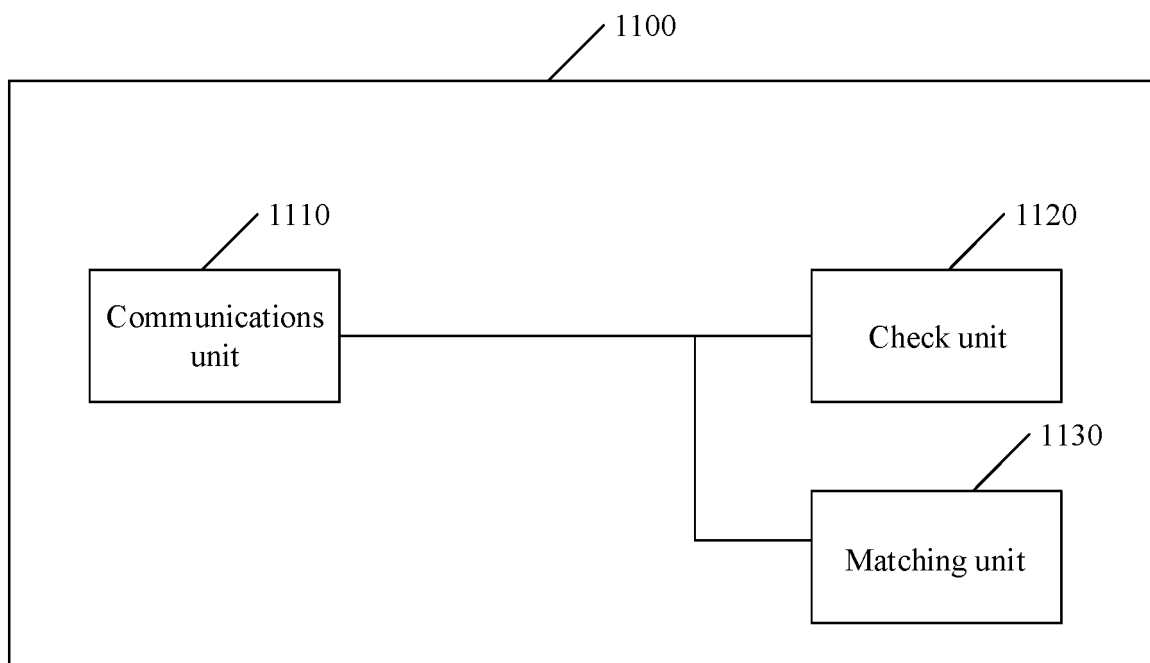 1100
1110
1120
Communications
unit
Check unit
1130
Matching unit